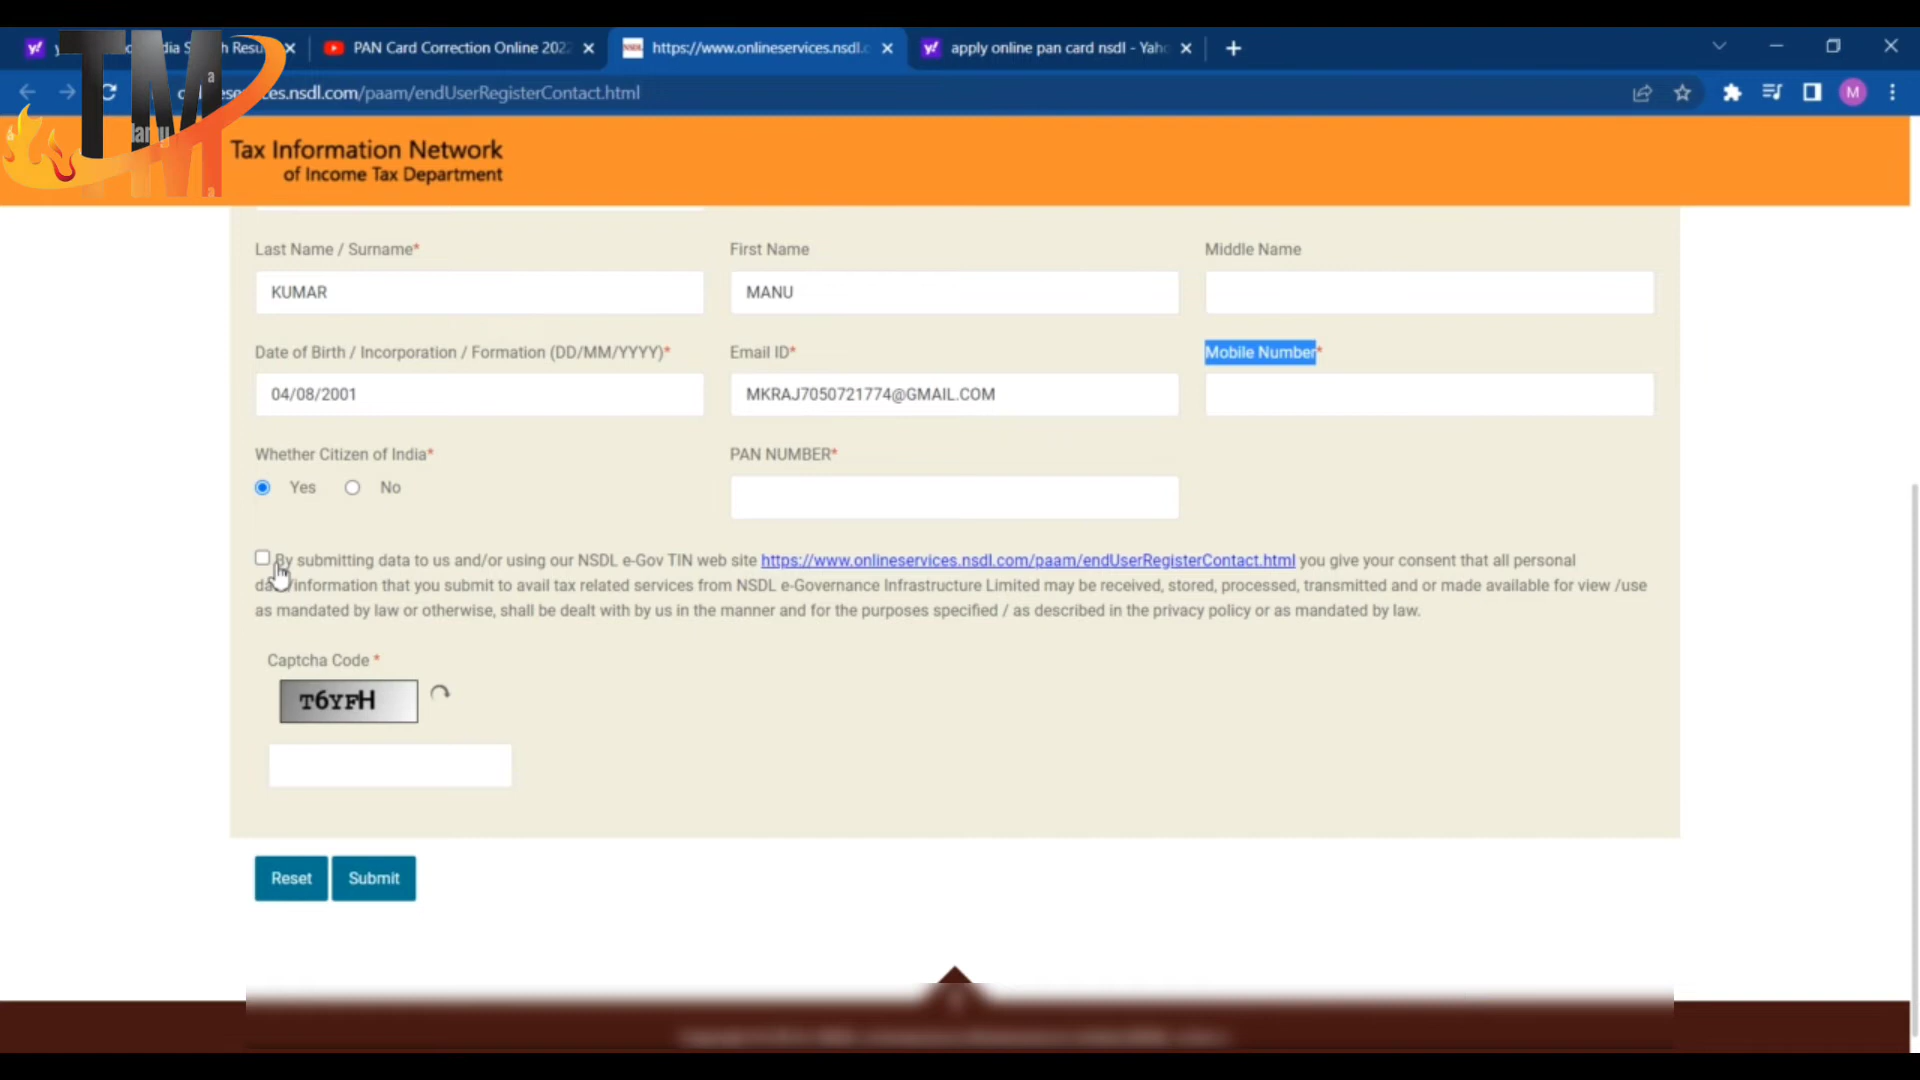 PAN Card Correction Online 202
https://www.onlineservices.nsdl.c
apply online pan card nsdl - Yah
TM
a
a
a
nsdl.com/paam/endUserRegisterContact.html
M
Tax Information Network
of Income Tax Department
Last Name / Surname*
First Name
Middle Name
KUMAR
MANU
Date of Birth / Incorporation / Formation (DD/MM/YYYY)*
Email ID*
Mobile Number*
04/08/2001
MKRAJ7050721774@GMAIL.COM
Whether Citizen of India*
PAN NUMBER*
Yes
No
By submitting data to us and/or using our NSDL e-Gov TIN web site https://www.onlineservices.nsdl.com/paam/endUserRegisterContact.html you give your consent that all personal
data/information that you submit to avail tax related services from NSDL e-Governance Infrastructure Limited may be received, stored, processed, transmitted and or made available for view /use
as mandated by law or otherwise, shall be dealt with by us in the manner and for the purposes specified / as described in the privacy policy or as mandated by law.
Captcha Code *
T6YFH
Reset
Submit